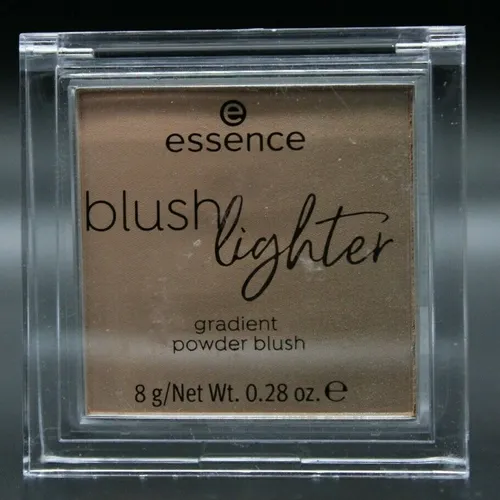 essence
blush lighter
gradient
powder blush
8 g/Net Wt. 0.28 oz. ℮